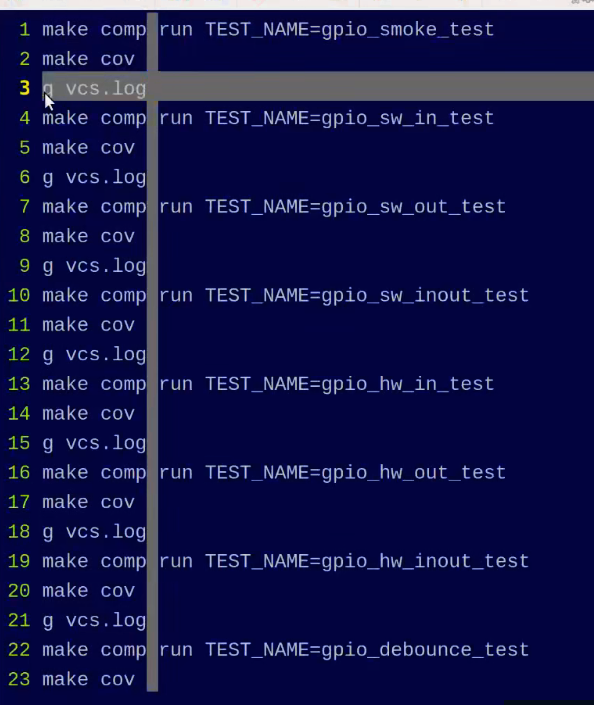 1 make comp run TEST_NAME=gpio_smoke_test
2 make cov
3 g vcs.log
4 make comp run TEST_NAME=gpio_sw_in_test
5 make cov
6 g vcs.log
7 make comp run TEST_NAME=gpio_sw_out_test
8 make cov
9 g vcs.log
10 make comp run TEST_NAME=gpio_sw_inout_test
11 make cov
12 g vcs.log
13 make comp run TEST_NAME=gpio_hw_in_test
14 make cov
15 g vcs.log
16 make comp run TEST_NAME=gpio_hw_out_test
17 make cov
18 g vcs.log
19 make comp run TEST_NAME=gpio_hw_inout_test
20 make cov
21 g vcs.log
22 make comp run TEST_NAME=gpio_debounce_test
23 make cov